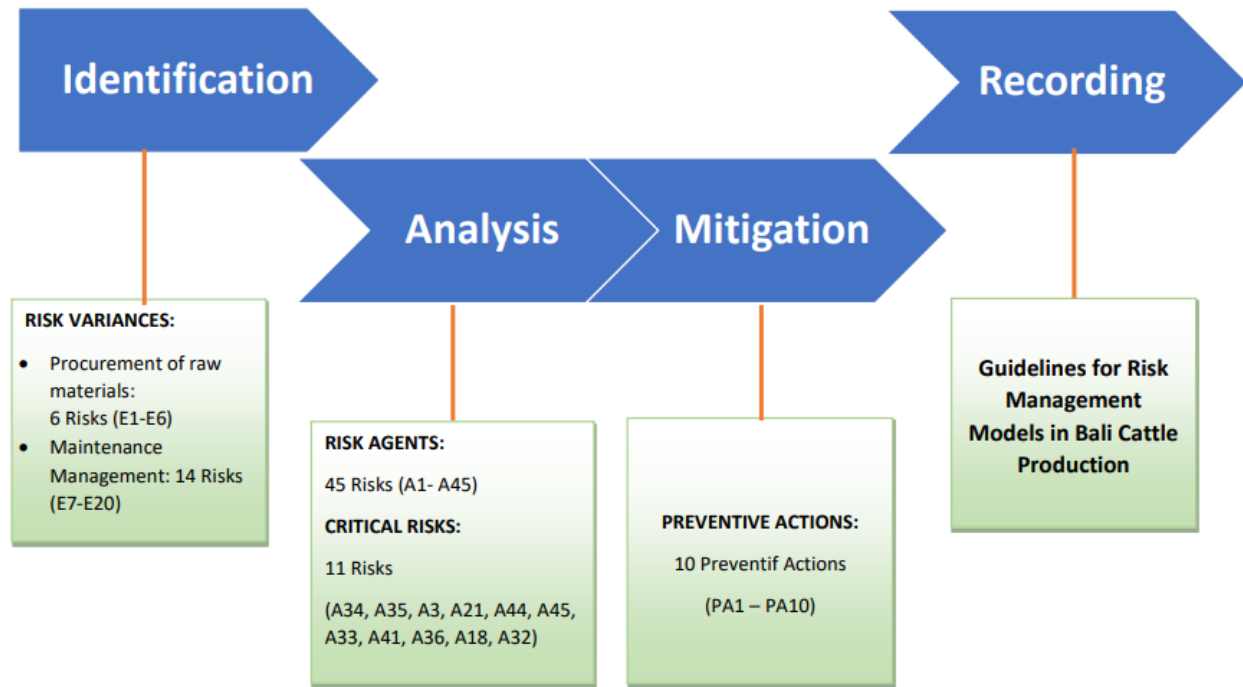 Identification
Recording
Analysis
Mitigation
RISK VARIANCES:
• Procurement of raw
materials:
6 Risks (E1-E6)
• Maintenance
Management: 14 Risks
(E7-E20)
RISK AGENTS:
45 Risks (A1- A45)
CRITICAL RISKS:
11 Risks
(A34, A35, A3, A21, A44, A45,
A33, A41, A36, A18, A32)
PREVENTIVE ACTIONS:
10 Preventif Actions
(PA1 – PA10)
Guidelines for Risk
Management
Models in Bali Cattle
Production